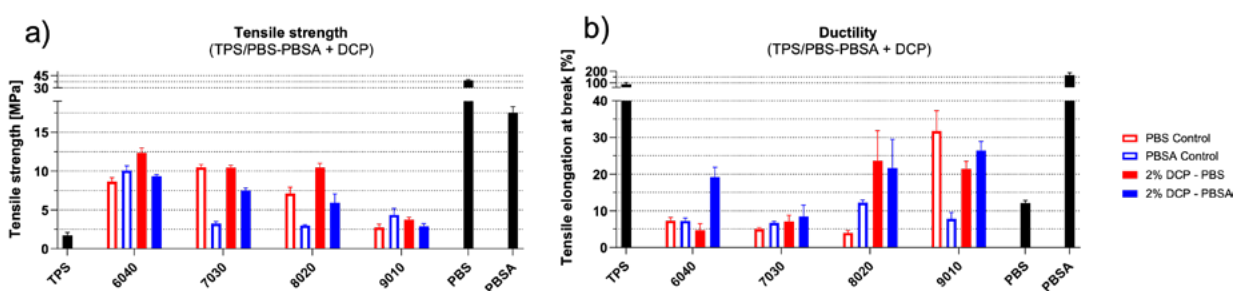 a)
Tensile strength
(TPS/PBS-PBSA + DCP)
Tensile strength [MPa]
45
30
15
10
5
0
TPS
6040
7030
8020
9010
PBS
PBSA
b)
Ductility
(TPS/PBS-PBSA + DCP)
Tensile elongation at break [%]
200
100
40
30
20
10
0
TPS
6040
7030
8020
9010
PBS
PBSA
PBS Control
PBSA Control
2% DCP - PBS
2% DCP - PBSA